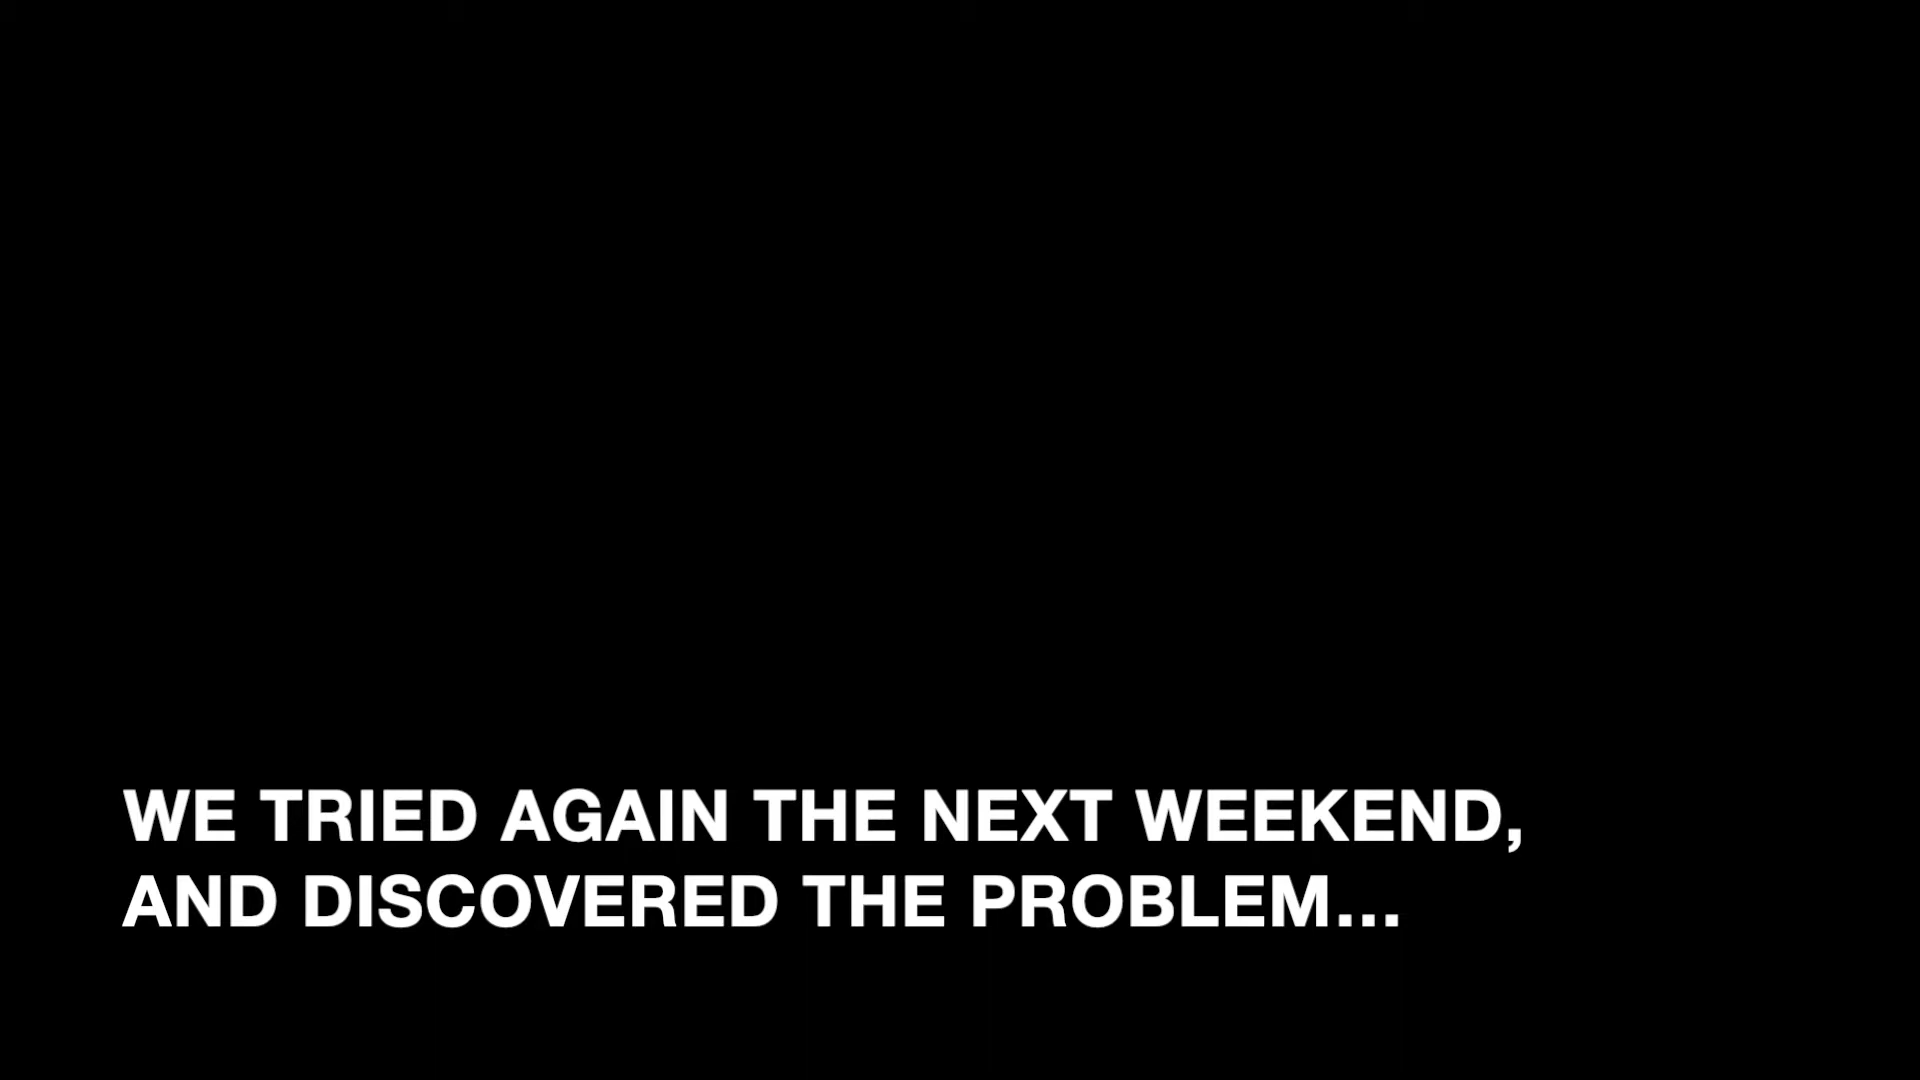 WE TRIED AGAIN THE NEXT WEEKEND,
AND DISCOVERED THE PROBLEM...